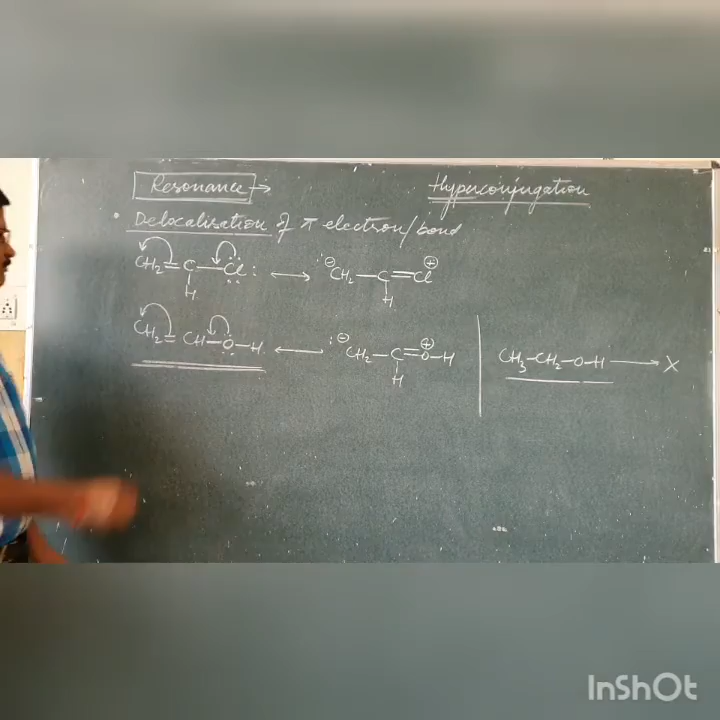 Resonance → Hyperconjugation
• Delocalisation of π electron/bond
CH₂=C—Cl: ⟷ :⊖CH₂—C=Cl⊕
H H
CH₂=CH—O—H ⟷ :⊖CH₂—C=O⊕—H CH₃-CH₂-O-H → X
H
InShOt